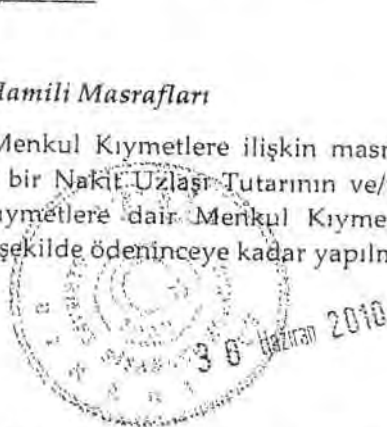 Hamili Masrafları
Menkul Kıymetlere ilişkin masr
bir Nakit Uzlaşı Tutarının ve/
ıymetlere dair Menkul Kıyme
şekilde ödeninceye kadar yapılm
30 Haziran 2010